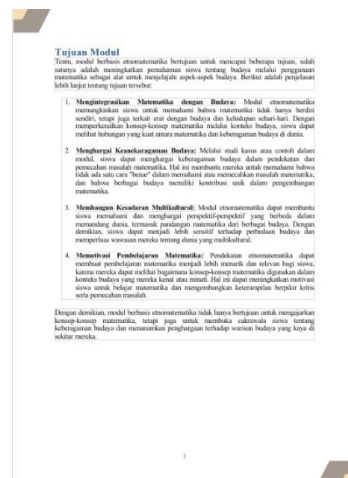 Tujuan Modul
Tentu, modul berbasis etnomatematika bertujuan untuk mencapai beberapa tujuan, salah
satunya adalah meningkatkan pemahaman siswa tentang budaya melalui penggunaan
matematika sebagai alat untuk menjelajahi aspek-aspek budaya. Berikut adalah penjelasan
lebih lanjut tentang tujuan tersebut:
1. Mengintegrasikan Matematika dengan Budaya: Modul etnomatematika
memungkinkan siswa untuk memahami bahwa matematika tidak hanya berdiri
sendiri, tetapi juga terkait erat dengan budaya dan kehidupan sehari-hari. Dengan
memperkenalkan konsep-konsep matematika melalui konteks budaya, siswa dapat
melihat hubungan yang kuat antara matematika dan keberagaman budaya di dunia.
2. Menghargai Keanekaragaman Budaya: Melalui studi kasus atau contoh dalam
modul, siswa dapat menghargai keberagaman budaya dalam pendekatan dan
pemecahan masalah matematika. Hal ini membantu mereka untuk memahami bahwa
tidak ada satu cara "benar" dalam memahami atau memecahkan masalah matematika,
dan bahwa berbagai budaya memiliki kontribusi unik dalam pengembangan
matematika.
3. Membangun Kesadaran Multikultural: Modul etnomatematika dapat membantu
siswa memahami dan menghargai perspektif-perspektif yang berbeda dalam
memandang dunia, termasuk pandangan matematika dari berbagai budaya. Dengan
demikian, siswa dapat menjadi lebih sensitif terhadap perbedaan budaya dan
memperluas wawasan mereka tentang dunia yang multikultural.
4. Memotivasi Pembelajaran Matematika: Pendekatan etnomatematika dapat
membuat pembelajaran matematika menjadi lebih menarik dan relevan bagi siswa,
karena mereka dapat melihat bagaimana konsep-konsep matematika digunakan dalam
konteks budaya yang mereka kenal atau minati. Hal ini dapat meningkatkan motivasi
siswa untuk belajar matematika dan mengembangkan keterampilan berpikir kritis
serta pemecahan masalah.
Dengan demikian, modul berbasis etnomatematika tidak hanya bertujuan untuk mengajarkan
konsep-konsep matematika, tetapi juga untuk membuka cakrawala siswa tentang
keberagaman budaya dan menanamkan penghargaan terhadap warisan budaya yang kaya di
sekitar mereka.